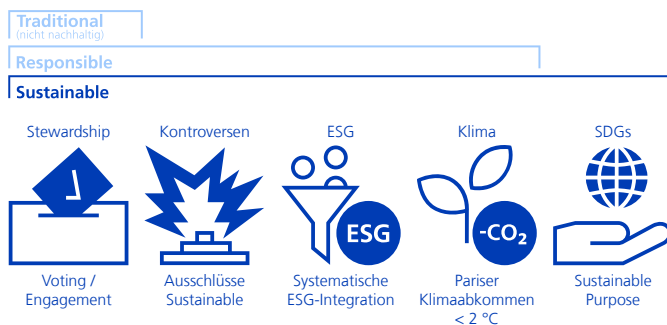 Traditional
(nicht nachhaltig)
Responsible
Sustainable
Stewardship
Kontroversen
ESG
Klima
SDGs
ESG
-CO₂
Voting /
Engagement
Ausschlüsse
Sustainable
Systematische
ESG-Integration
Pariser
Klimaabkommen
< 2 °C
Sustainable
Purpose